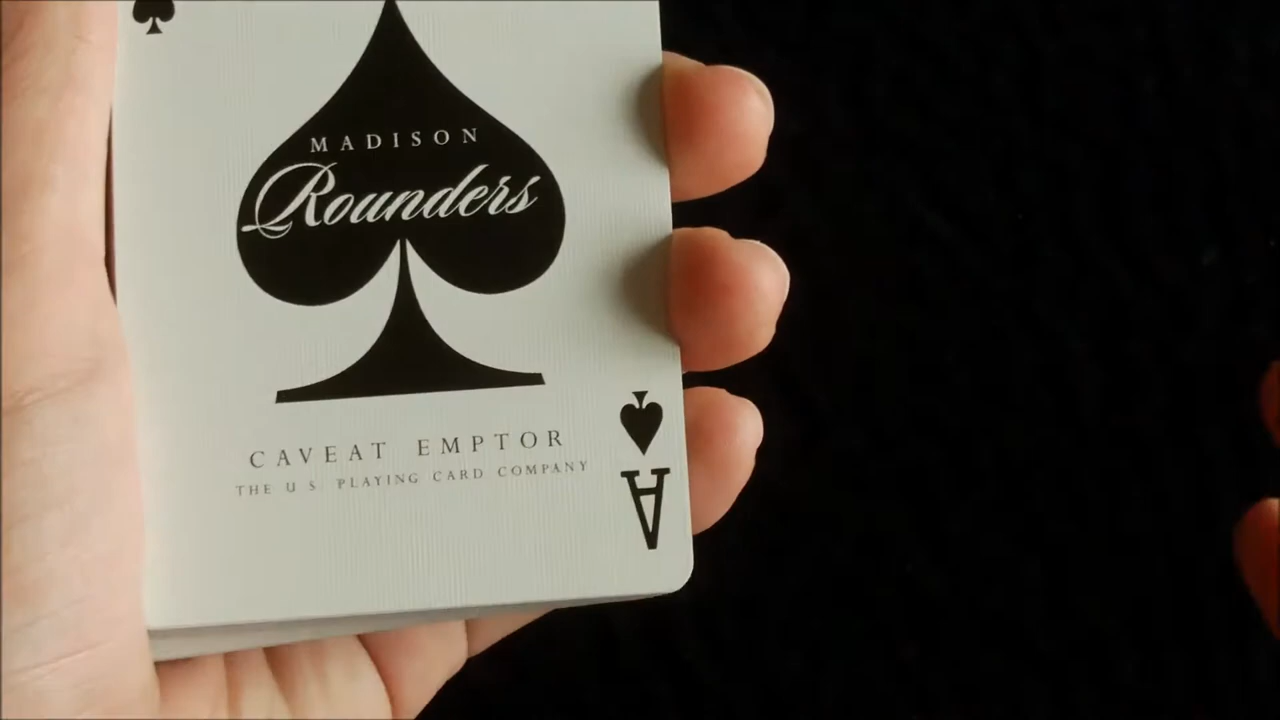 MADISON
Rounders
CAVEAT EMPTOR
THE U S PLAYING CARD COMPANY
A